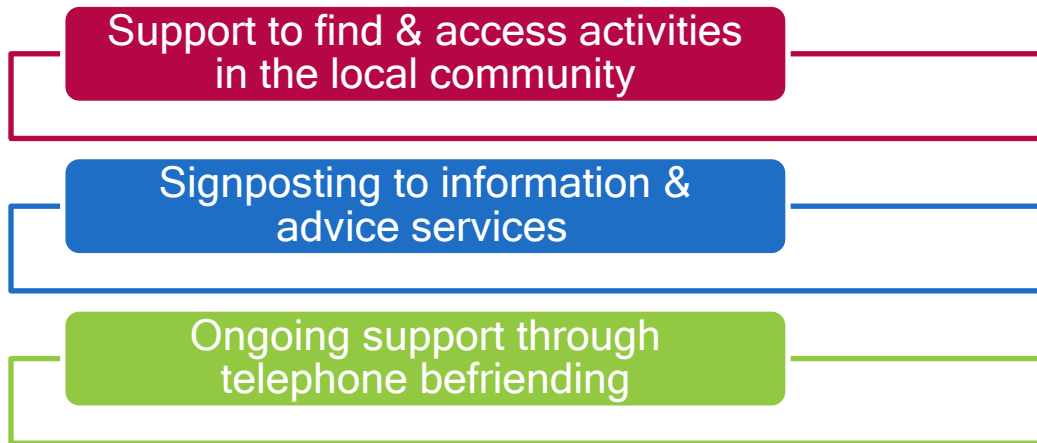 Support to find & access activities
in the local community
Signposting to information &
advice services
Ongoing support through
telephone befriending